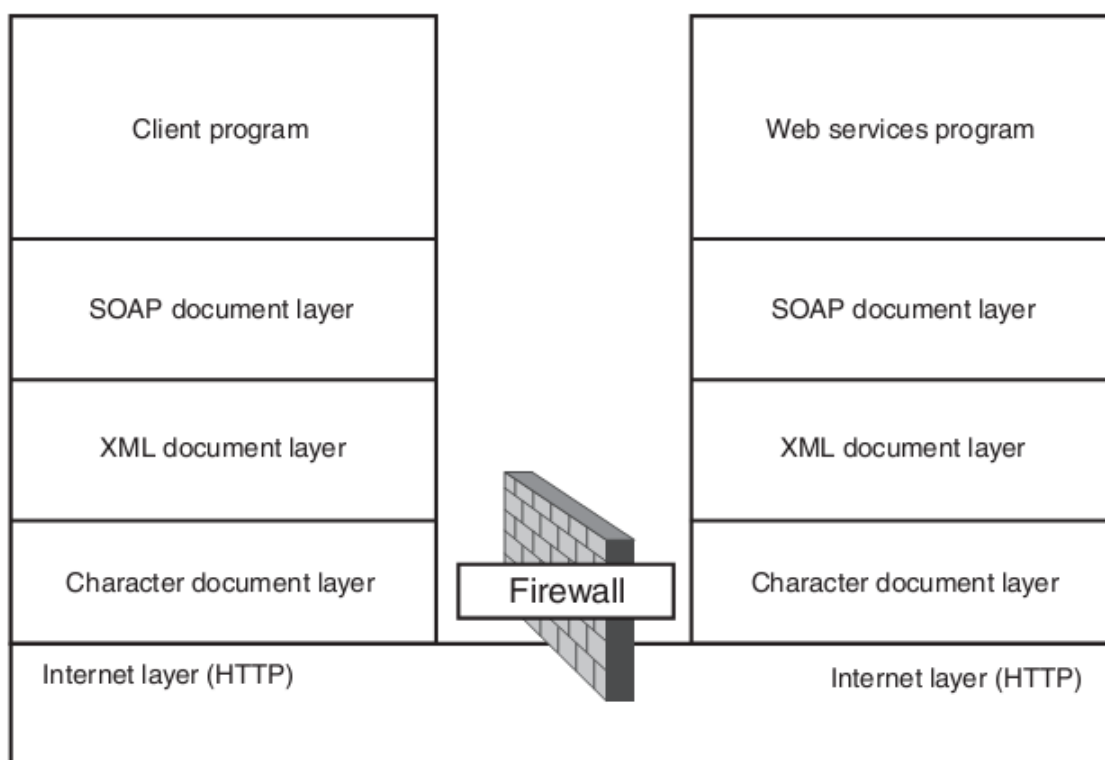 Client program
Web services program
SOAP document layer
SOAP document layer
XML document layer
XML document layer
Character document layer
Firewall
Character document layer
Internet layer (HTTP)
Internet layer (HTTP)